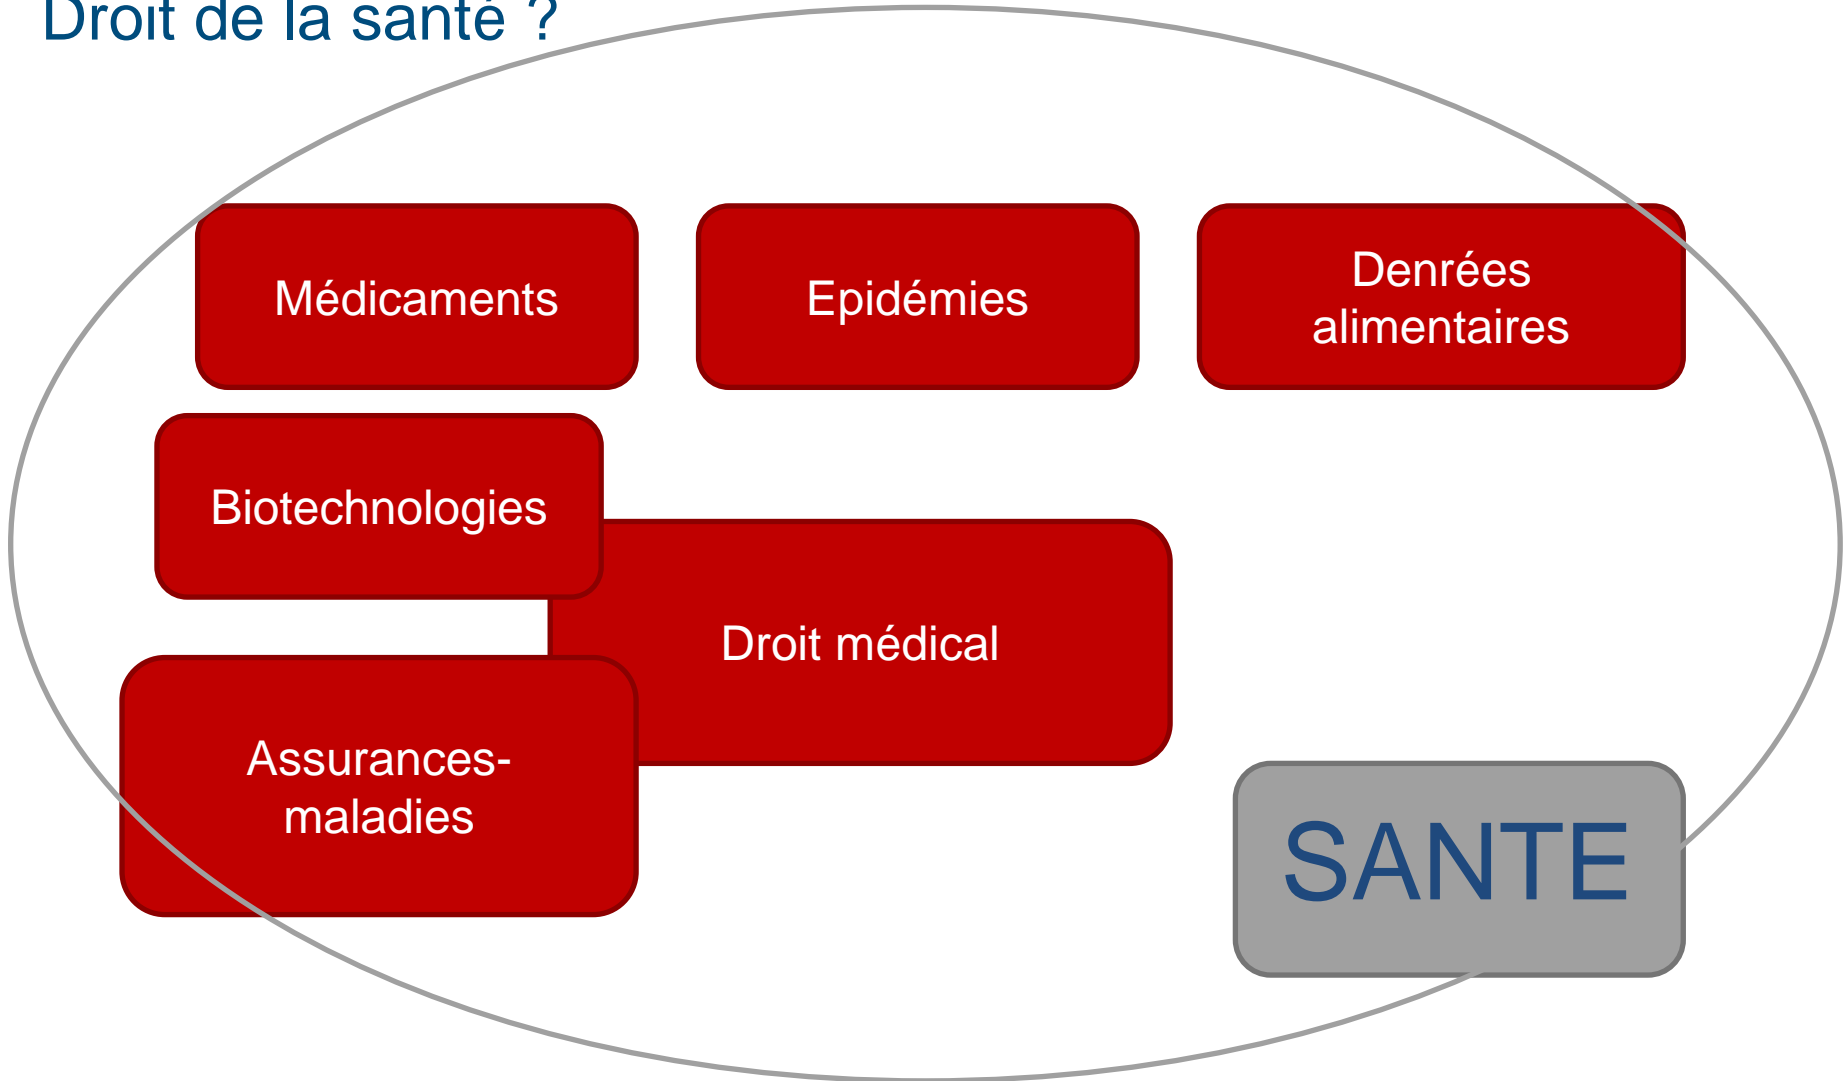 Droit de la santé ?
Médicaments
Epidémies
Denrées
alimentaires
Biotechnologies
Droit médical
Assurances-
maladies
SANTE